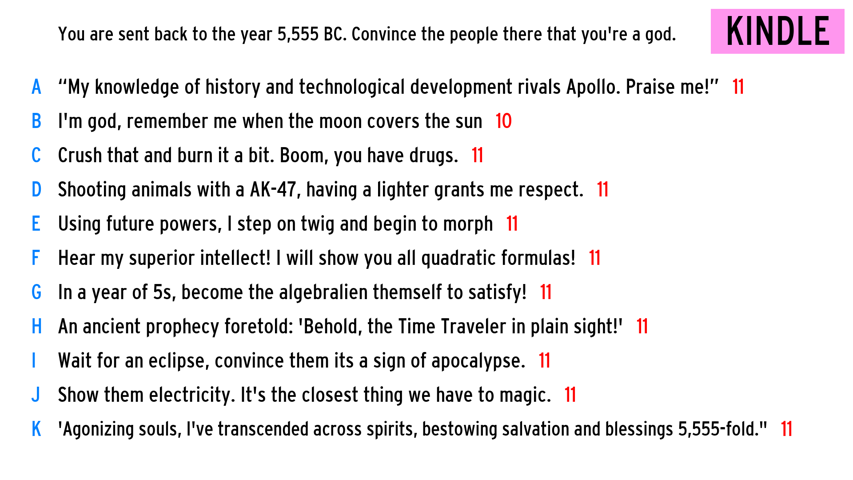 You are sent back to the year 5,555 BC. Convince the people there that you're a god.
KINDLE
A “My knowledge of history and technological development rivals Apollo. Praise me!” 11
B I'm god, remember me when the moon covers the sun 10
C Crush that and burn it a bit. Boom, you have drugs. 11
D Shooting animals with a AK-47, having a lighter grants me respect. 11
E Using future powers, I step on twig and begin to morph 11
F Hear my superior intellect! I will show you all quadratic formulas! 11
G In a year of 5s, become the algebralien themself to satisfy! 11
H An ancient prophecy foretold: 'Behold, the Time Traveler in plain sight!' 11
I Wait for an eclipse, convince them its a sign of apocalypse. 11
J Show them electricity. It's the closest thing we have to magic. 11
K 'Agonizing souls, I've transcended across spirits, bestowing salvation and blessings 5,555-fold." 11